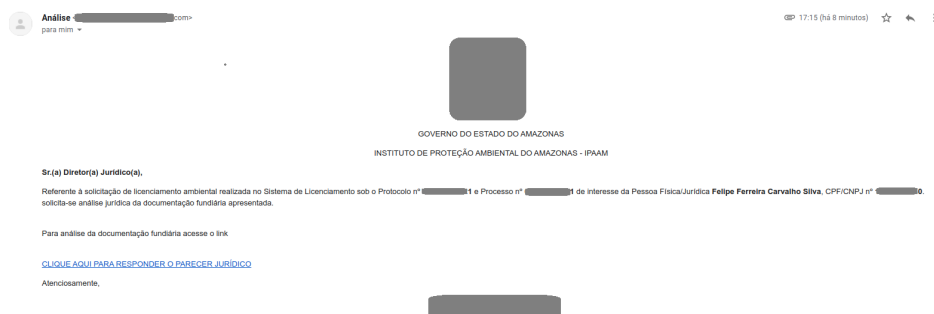 Análise < com>
para mim
17:15 (há 8 minutos)
GOVERNO DO ESTADO DO AMAZONAS
INSTITUTO DE PROTEÇÃO AMBIENTAL DO AMAZONAS - IPAAM
Sr.(a) Diretor(a) Jurídico(a),
Referente à solicitação de licenciamento ambiental realizada no Sistema de Licenciamento sob o Protocolo n° 1 e Processo n° 1 de interesse da Pessoa Física/Jurídica Felipe Ferreira Carvalho Silva, CPF/CNPJ n° 0.
solicita-se análise jurídica da documentação fundiária apresentada.
Para análise da documentação fundiária acesse o link
CLIQUE AQUI PARA RESPONDER O PARECER JURÍDICO
Atenciosamente,